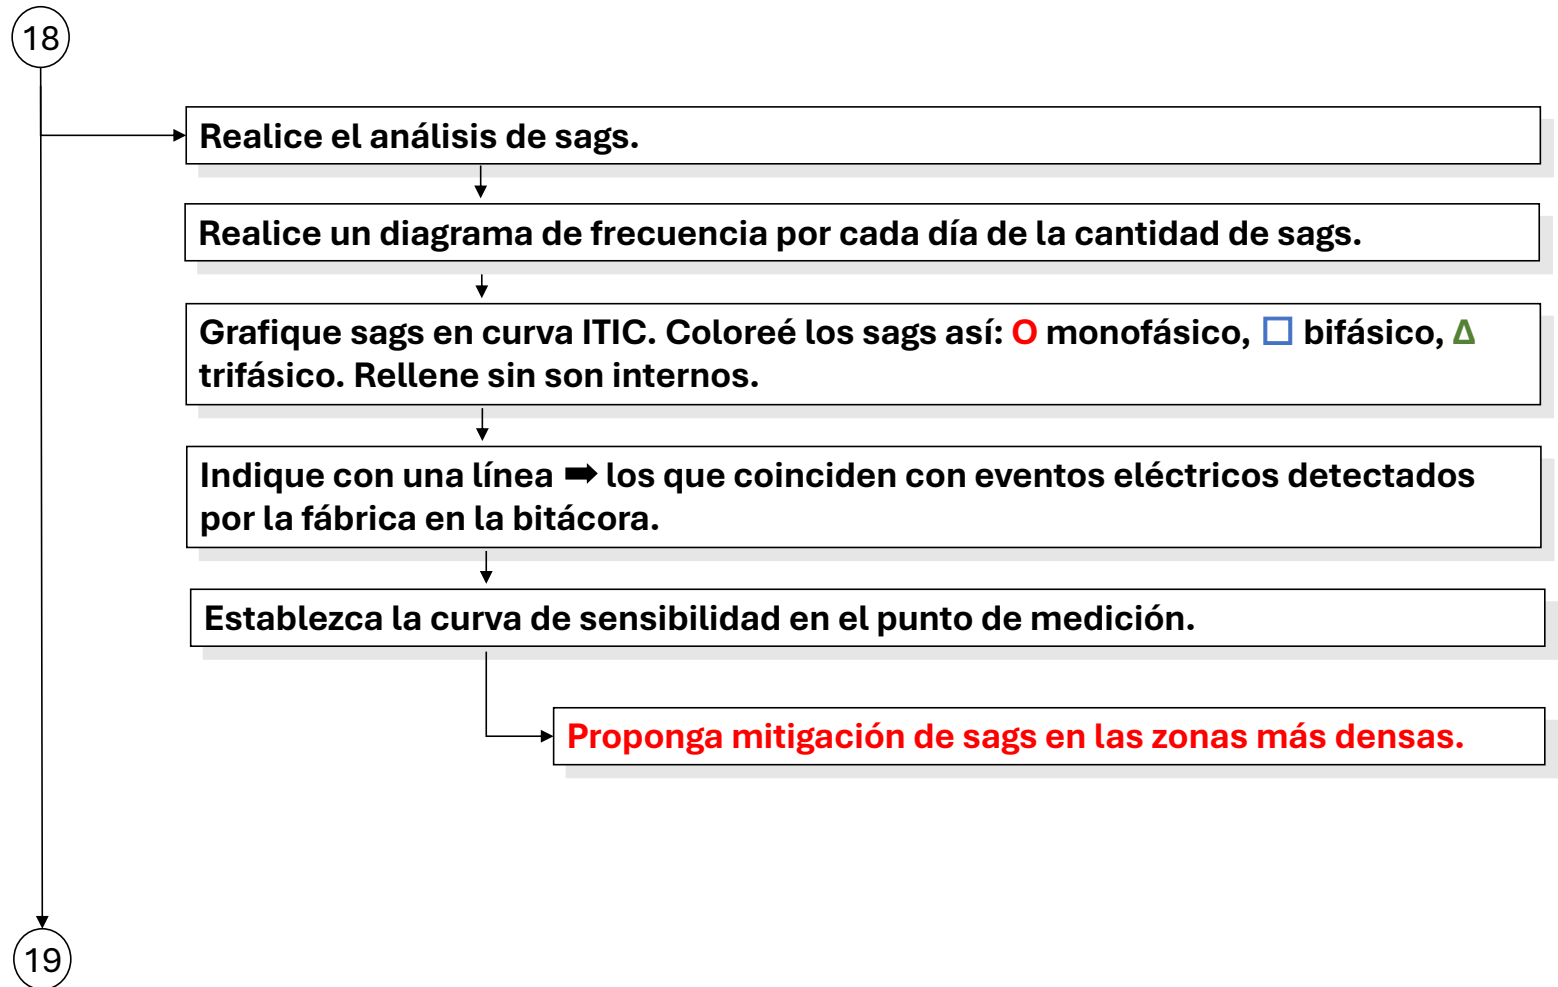 18
Realice el análisis de sags.
Realice un diagrama de frecuencia por cada día de la cantidad de sags.
Grafique sags en curva ITIC. Coloreé los sags así: O monofásico, □ bifásico, Δ
trifásico. Rellene sin son internos.
Indique con una línea ➡ los que coinciden con eventos eléctricos detectados
por la fábrica en la bitácora.
Establezca la curva de sensibilidad en el punto de medición.
Proponga mitigación de sags en las zonas más densas.
19